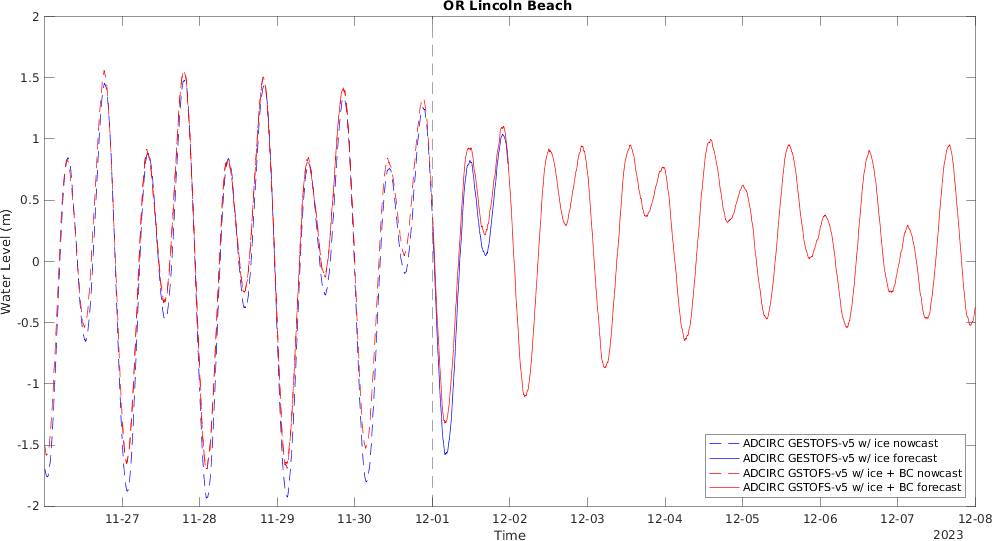 OR Lincoln Beach
2
1.5
1
0.5
0
-0.5
-1
-1.5
-2
Water Level (m)
ADCIRC GESTOFS-v5 w/ ice nowcast
ADCIRC GESTOFS-v5 w/ ice forecast
ADCIRC GSTOFS-v5 w/ ice + BC nowcast
ADCIRC GSTOFS-v5 w/ ice + BC forecast
11-27 11-28 11-29 11-30 12-01 12-02 12-03 12-04 12-05 12-06 12-07 12-08
Time
2023